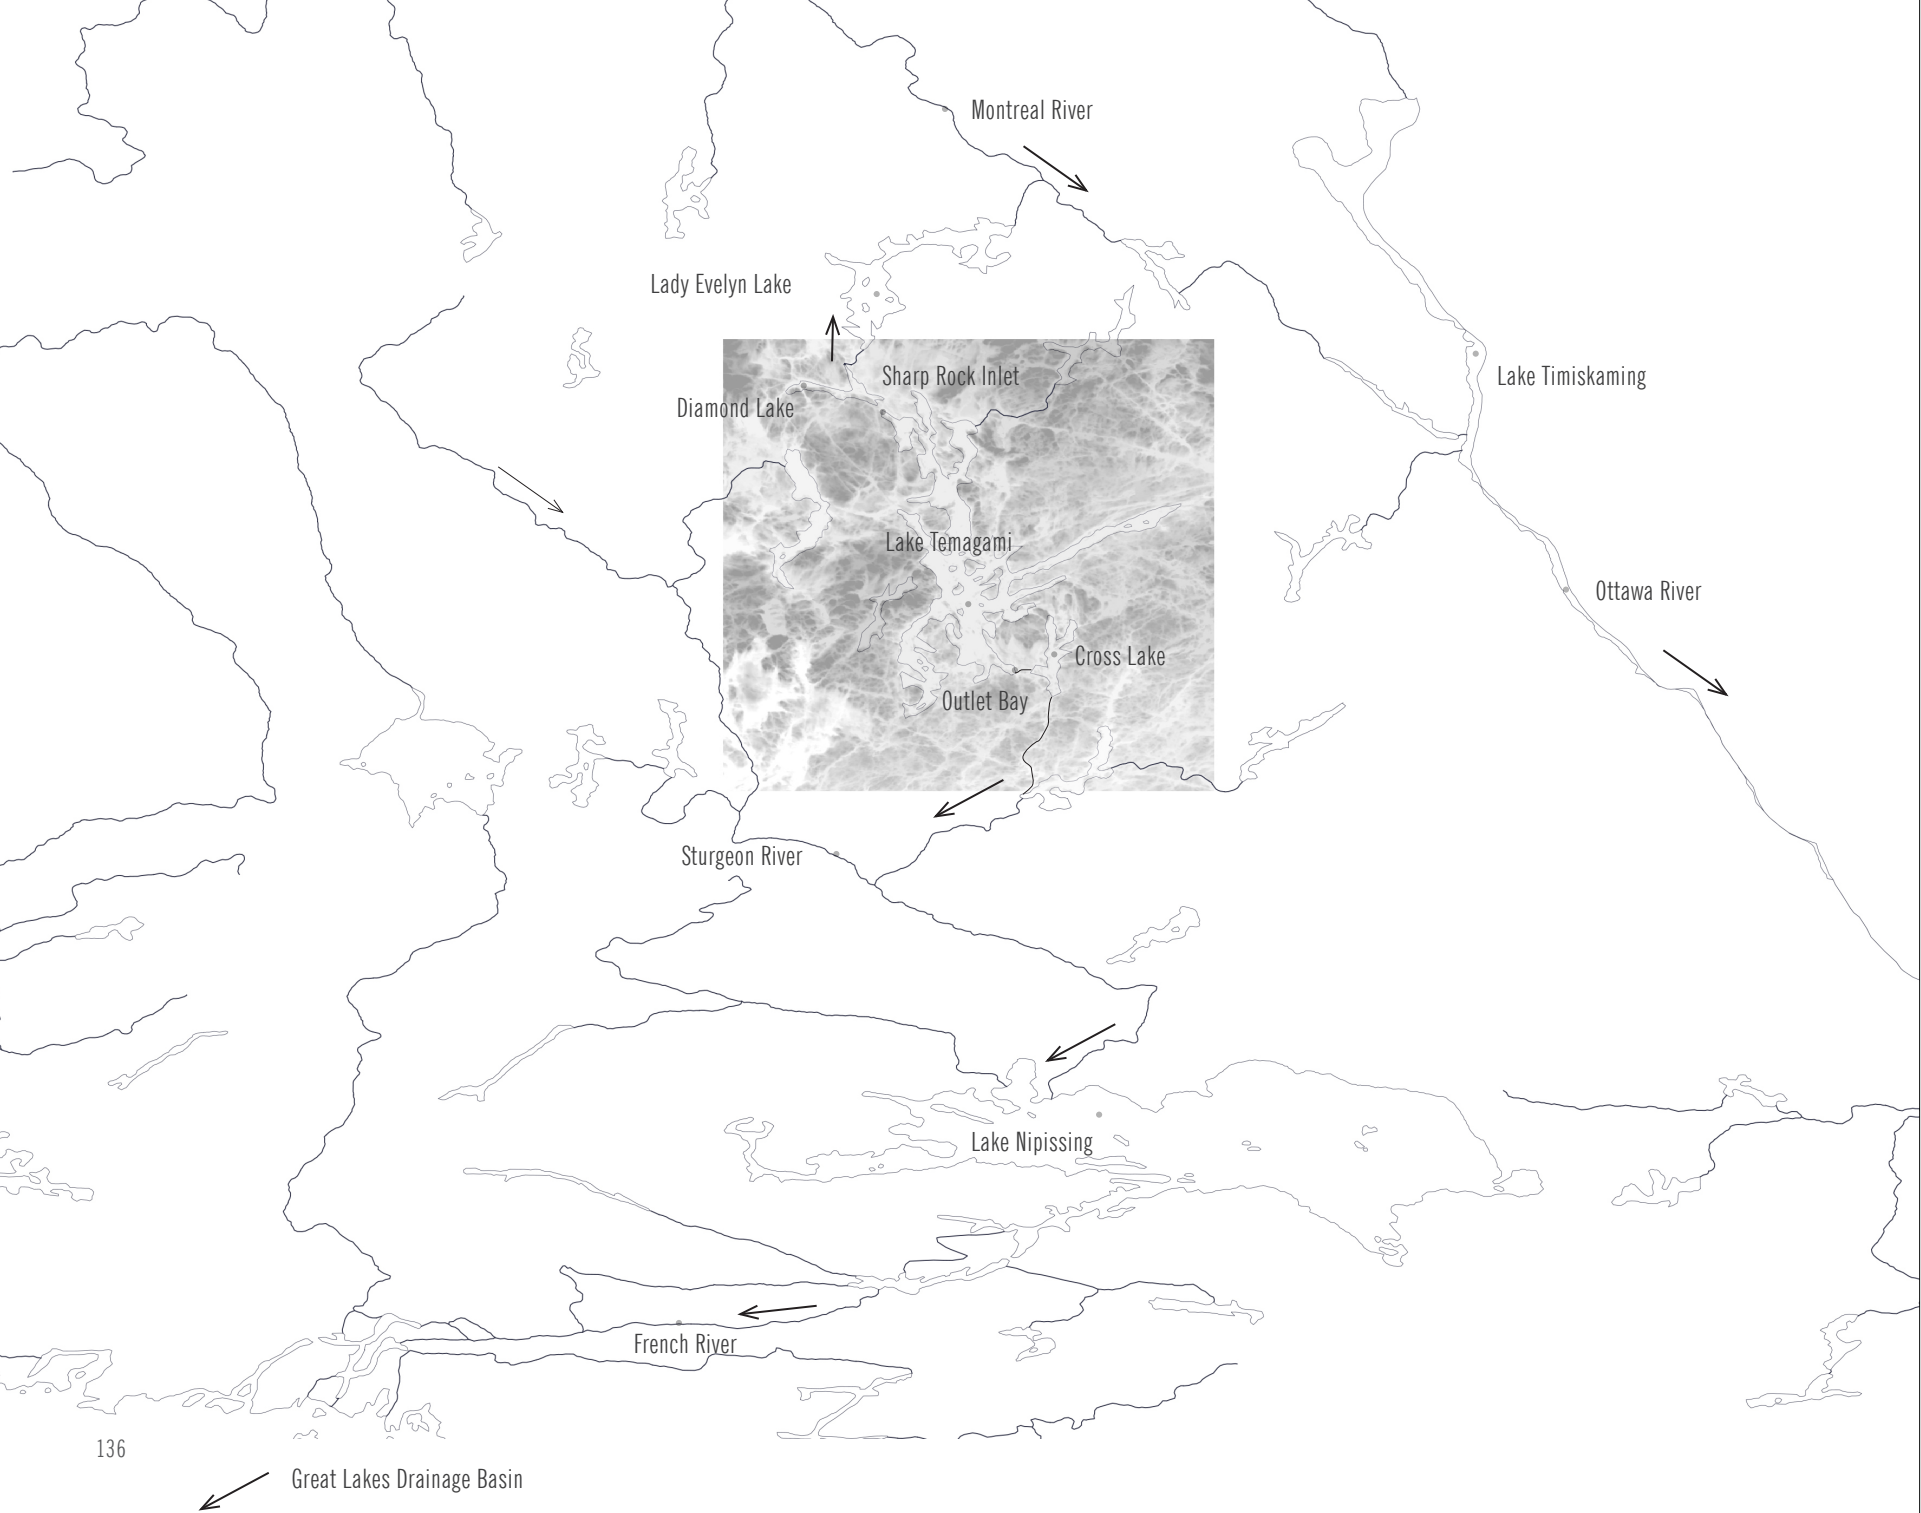 Montreal River
Lady Evelyn Lake
Sharp Rock Inlet
Lake Timiskaming
Diamond Lake
Lake Temagami
Ottawa River
Cross Lake
Outlet Bay
Sturgeon River
Lake Nipissing
French River
136
Great Lakes Drainage Basin